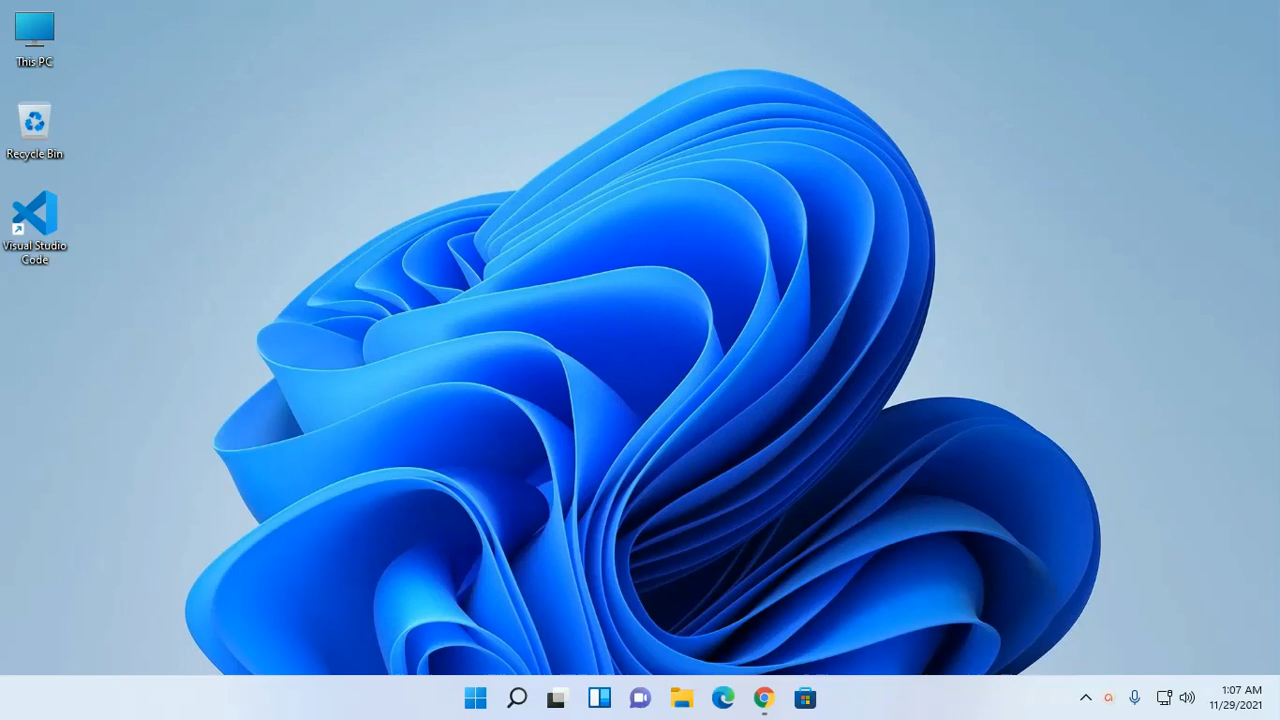 This PC
Recycle Bin
Visual Studio
Code
1:07 AM
11/29/2021